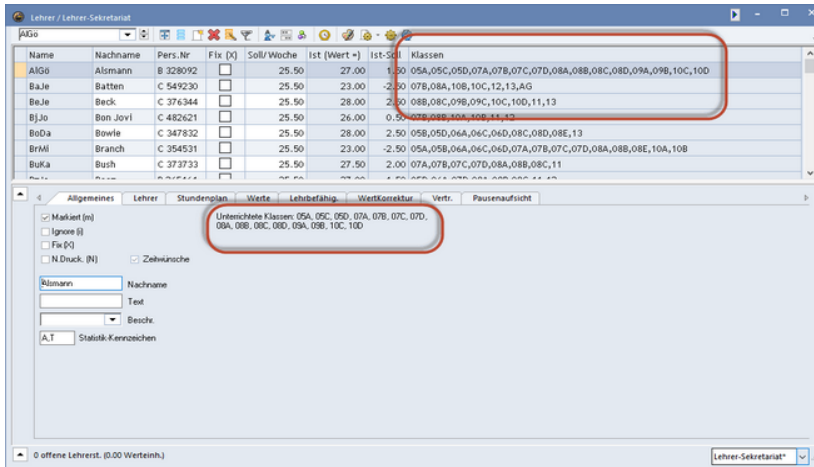 Lehrer / Lehrer-Sekretariat
AlGö
Name Nachname Pers.Nr Fix (X) Soll/Woche Ist (Wert =) Ist-Soll Klassen
AlGö Alsmann B 328092 25.50 27.00 1.50 05A,05C,05D,07A,07B,07C,07D,08A,08B,08C,08D,09A,09B,10C,10D
BaJe Batten C 549230 25.50 23.00 -2.50 07B,08A,10B,10C,12,13,AG
BeJe Beck C 376344 25.50 28.00 2.50 08B,08C,09B,09C,10C,10D,11,13
BjJo Bon Jovi C 482621 25.50 26.00 0.50 07B,08B,10A,10B,11,12
BoDa Bowie C 347832 25.50 28.00 2.50 05B,05D,06A,06C,06D,08C,08D,08E,13
BrMi Branch C 354531 25.50 23.00 -2.50 05A,05B,06A,06C,06D,07A,07B,07C,07D,08A,08B,08E,10A,10B
BuKa Bush C 373733 25.50 27.50 2.00 07A,07B,07C,07D,08A,08B,08C,11
Allgemeines Lehrer Stundenplan Werte Lehrbefähig. WertKorrektur Vertr. Pausenaufsicht
Markiert (m)
Ignore (i)
Fix (X)
N.Druck. (N) Zeitwünsche
Unterrichtete Klassen: 05A, 05C, 05D, 07A, 07B, 07C, 07D,
08A, 08B, 08C, 08D, 09A, 09B, 10C, 10D
Alsmann Nachname
Text
Beschr.
A,T Statistik-Kennzeichen
0 offene Lehrerst. (0.00 Werteinh.)
Lehrer-Sekretariat*